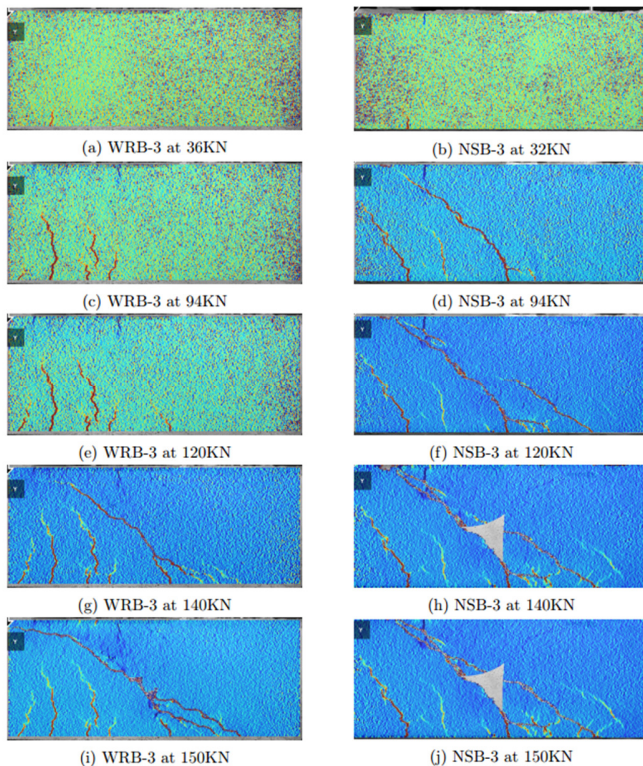 (a) WRB-3 at 36KN
(b) NSB-3 at 32KN
(c) WRB-3 at 94KN
(d) NSB-3 at 94KN
(e) WRB-3 at 120KN
(f) NSB-3 at 120KN
(g) WRB-3 at 140KN
(h) NSB-3 at 140KN
(i) WRB-3 at 150KN
(j) NSB-3 at 150KN